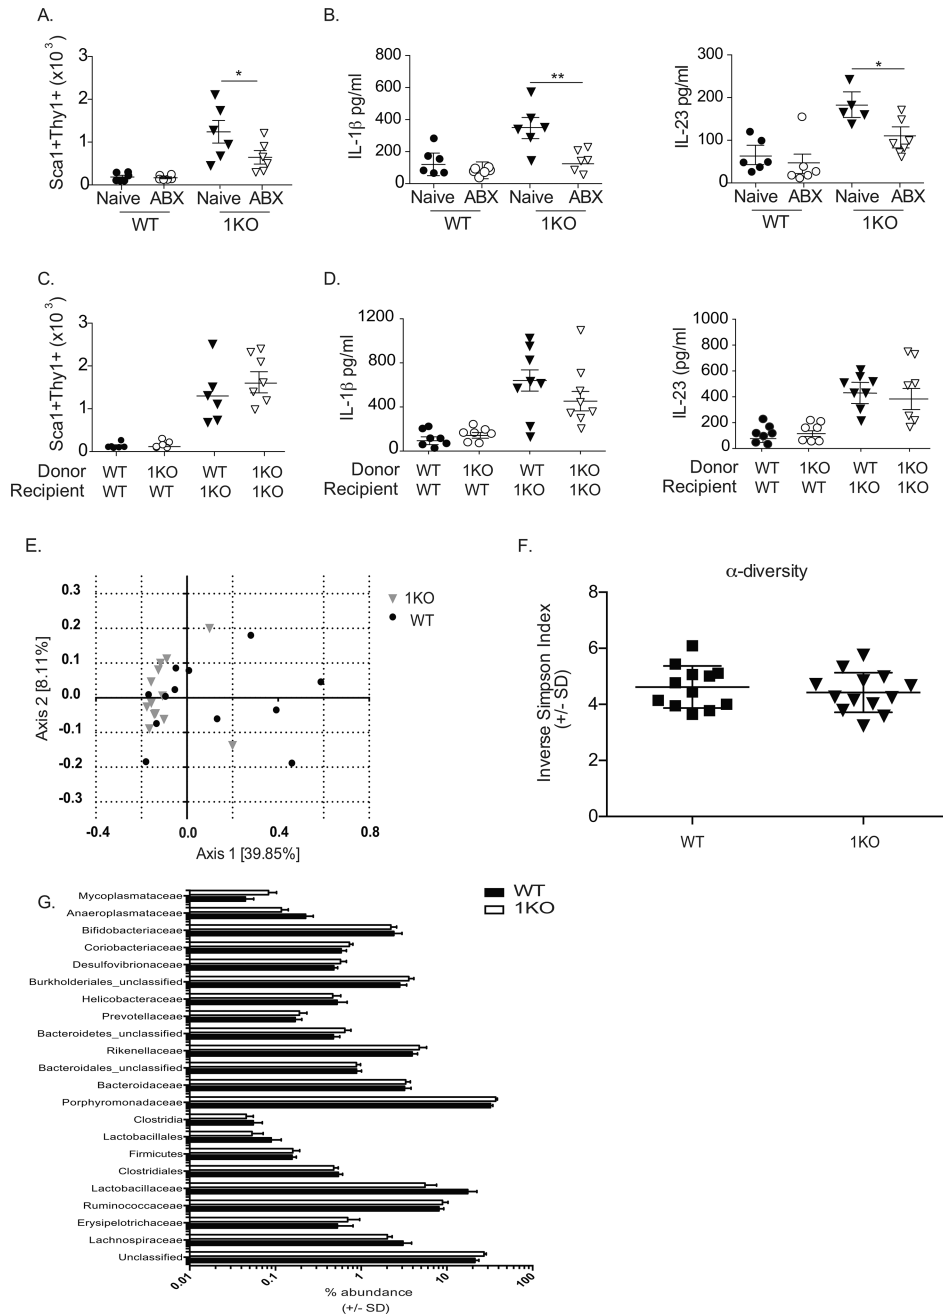 A.
Sca1+Thy1+ (x10³)
3
2
1
0
*
Naive ABX Naive ABX
WT 1KO
B.
IL-1β pg/ml
800
600
400
200
0
**
Naive ABX Naive ABX
WT 1KO
IL-23 pg/ml
300
200
100
0
*
Naive ABX Naive ABX
WT 1KO
C.
Sca1+Thy1+ (x10³)
3
2
1
0
Donor WT 1KO WT 1KO
Recipient WT WT 1KO 1KO
D.
IL-1β pg/ml
1200
800
400
0
Donor WT 1KO WT 1KO
Recipient WT WT 1KO 1KO
IL-23 (pg/ml
1000
800
600
400
200
0
Donor WT 1KO WT 1KO
Recipient WT WT 1KO 1KO
E.
Axis 2 [8.11%]
0.3
0.2
0.1
0.0
-0.1
-0.2
-0.3
-0.4 0.0 0.4 0.8
Axis 1 [39.85%]
1KO
WT
F.
α-diversity
Inverse Simpson Index
(+/- SD)
8
6
4
2
0
WT 1KO
G.
WT
1KO
Mycoplasmataceae
Anaeroplasmataceae
Bifidobacteriaceae
Coriobacteriaceae
Desulfovibrionaceae
Burkholderiales_unclassified
Helicobacteraceae
Prevotellaceae
Bacteroidetes_unclassified
Rikenellaceae
Bacteroidales_unclassified
Bacteroidaceae
Porphyromonadaceae
Clostridia
Lactobacillales
Firmicutes
Clostridiales
Lactobacillaceae
Ruminococcaceae
Erysipelotrichaceae
Lachnospiraceae
Unclassified
0.01 0.1 1 10 100
% abundance
(+/- SD)